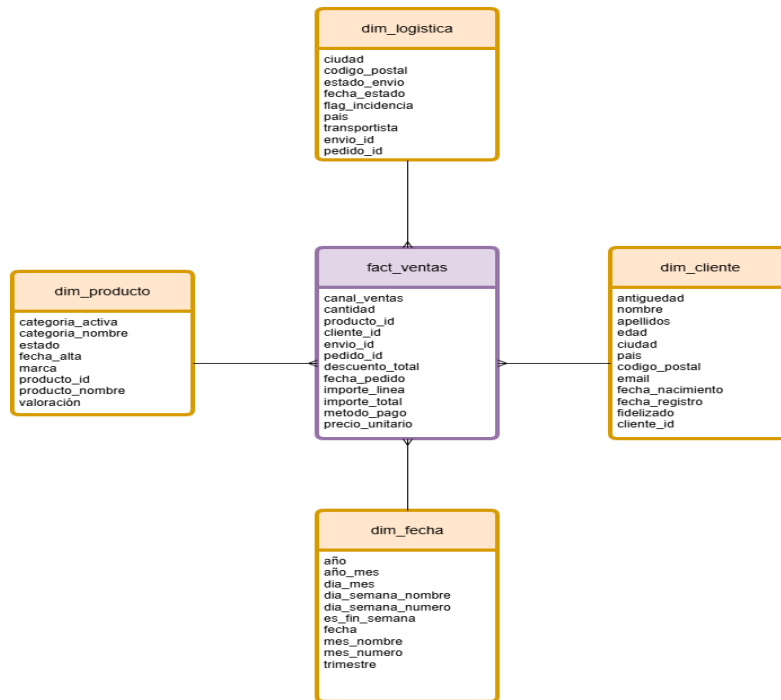 dim_logistica
ciudad
codigo_postal
estado_envio
fecha_estado
flag_incidencia
pais
transportista
envio_id
pedido_id
dim_producto
categoria_activa
categoria_nombre
estado
fecha_alta
marca
producto_id
producto_nombre
valoración
fact_ventas
canal_ventas
cantidad
producto_id
cliente_id
envio_id
pedido_id
descuento_total
fecha_pedido
importe_linea
importe_total
metodo_pago
precio_unitario
dim_cliente
antiguedad
nombre
apellidos
edad
ciudad
pais
codigo_postal
email
fecha_nacimiento
fecha_registro
fidelizado
cliente_id
dim_fecha
año
año_mes
dia_mes
dia_semana_nombre
dia_semana_numero
es_fin_semana
fecha
mes_nombre
mes_numero
trimestre